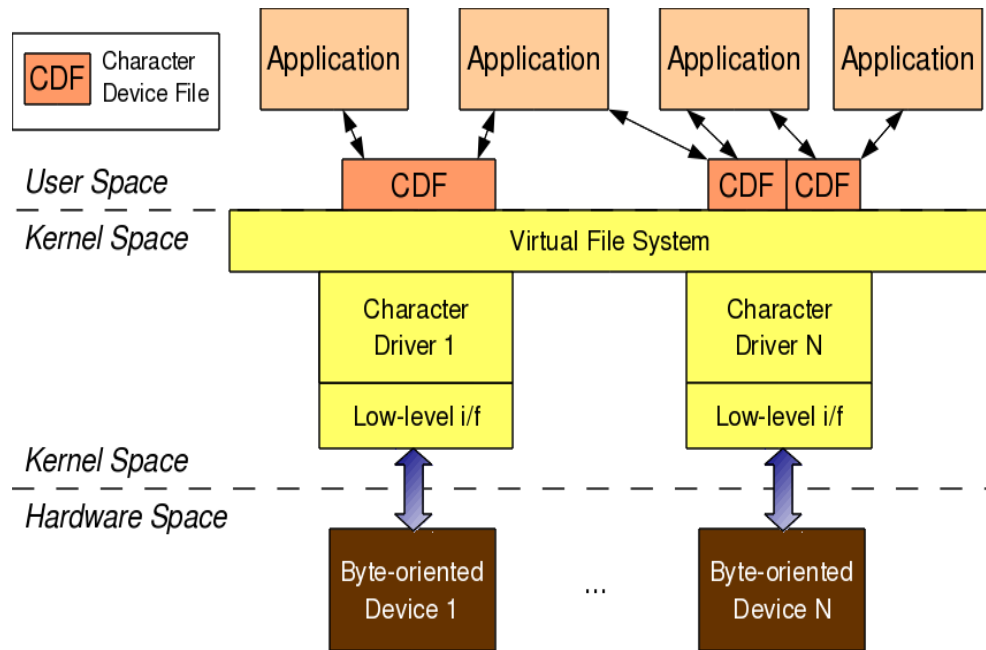 CDF
Character
Device File
Application
Application
Application
Application
User Space
CDF
CDF
CDF
Kernel Space
Virtual File System
Character
Driver 1
Character
Driver N
Low-level i/f
Low-level i/f
Kernel Space
Hardware Space
Byte-oriented
Device 1
...
Byte-oriented
Device N